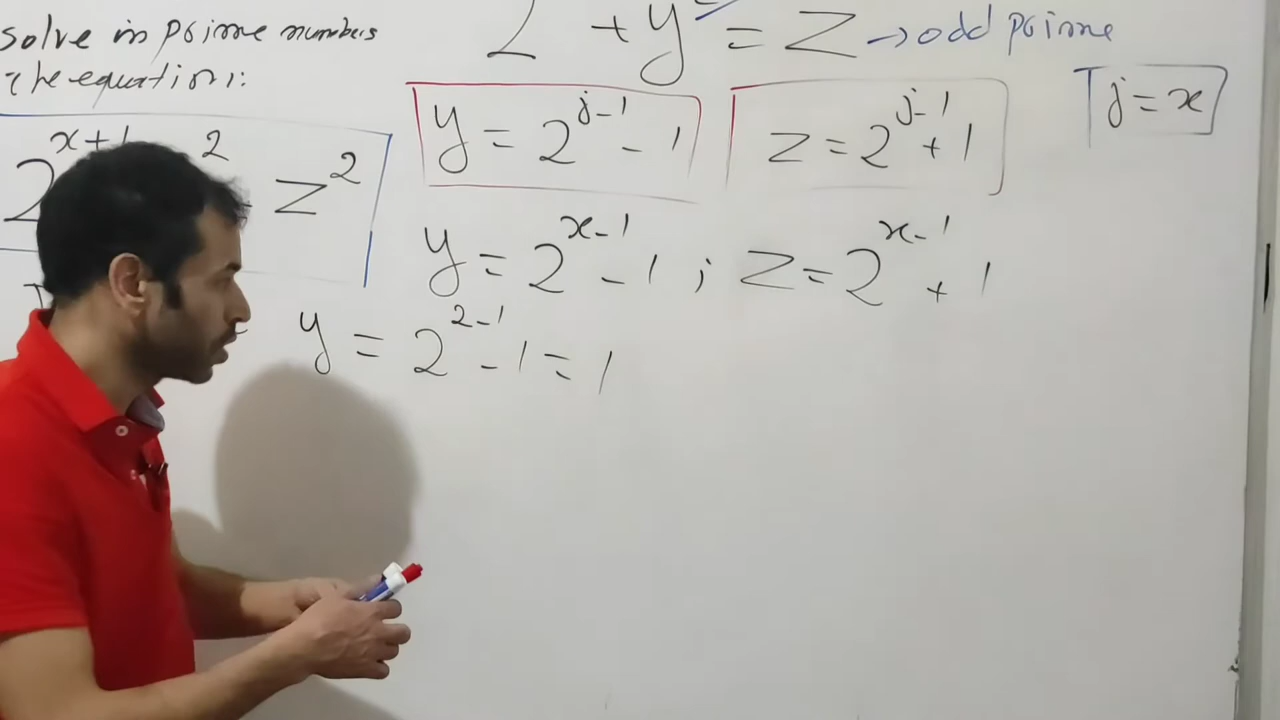 Solve in prime numbers
the equation:
2 + y = z → odd prime
y = 2^{j-1} - 1
z = 2^{j-1} + 1
j = x
2^{x+1} 2 z^2
y = 2^{x-1} - 1 ; z = 2^{x-1} + 1
y = 2^{2-1} - 1 = 1